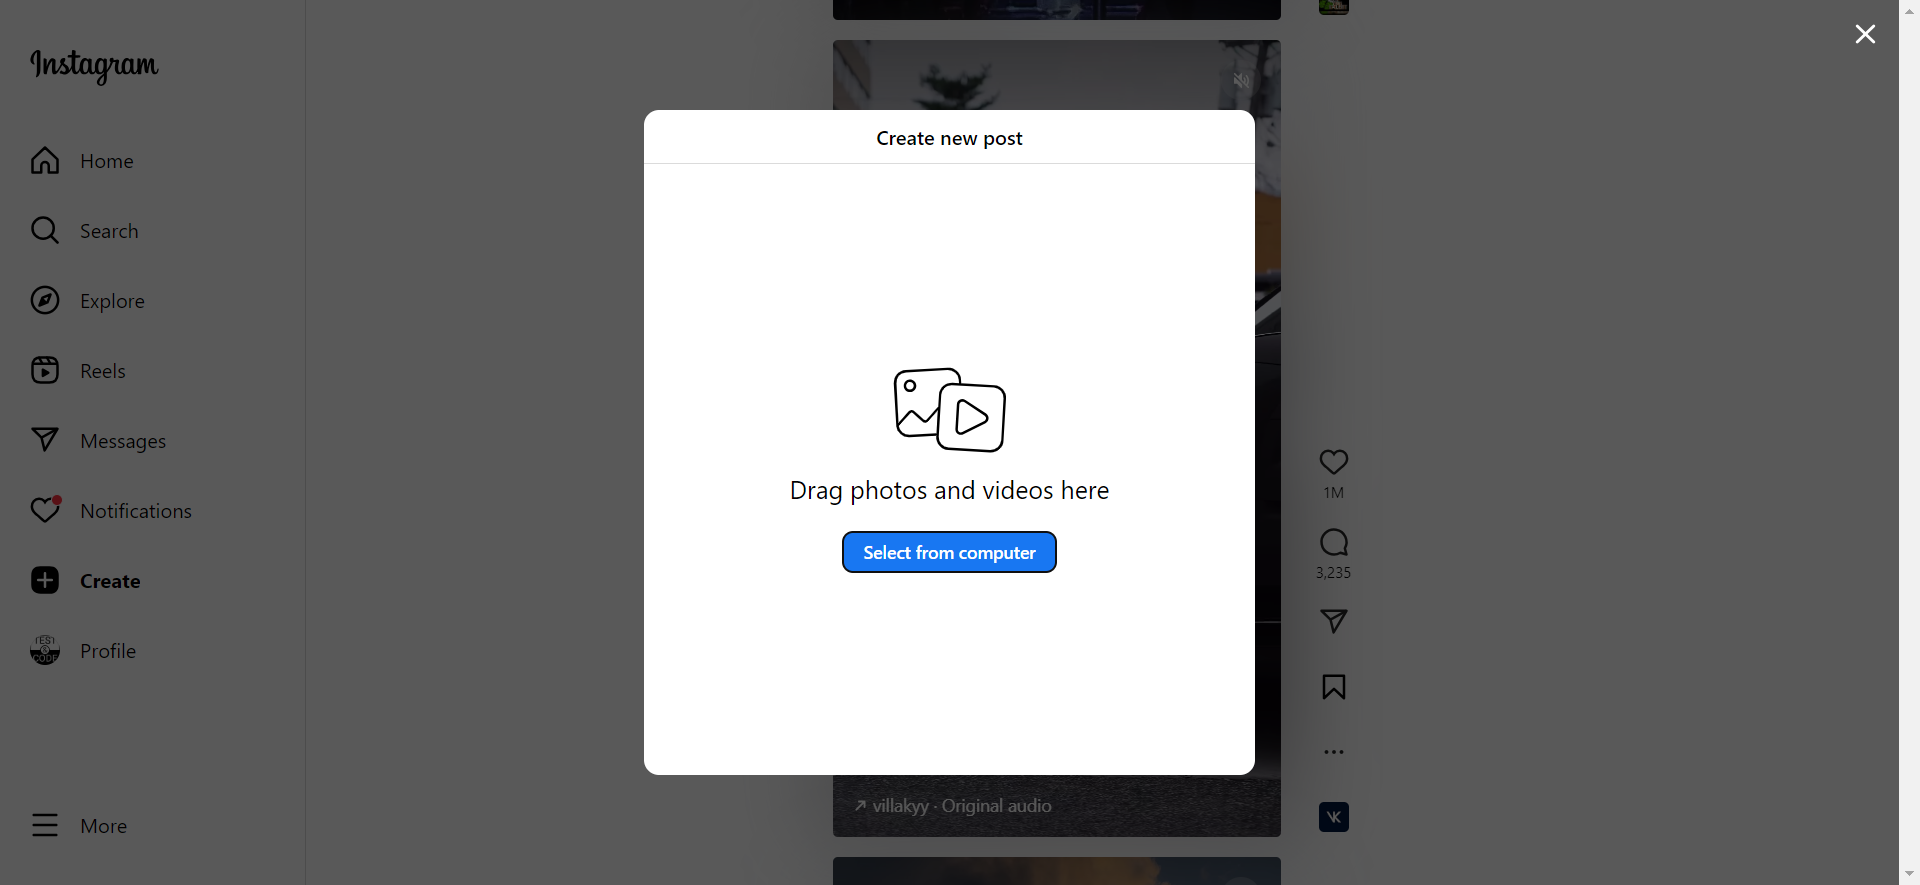 Instagram
Home
Search
Explore
Reels
Messages
Notifications
Create
Profile
More
Create new post
Drag photos and videos here
Select from computer
1M
3,235
villakyy · Original audio
VK